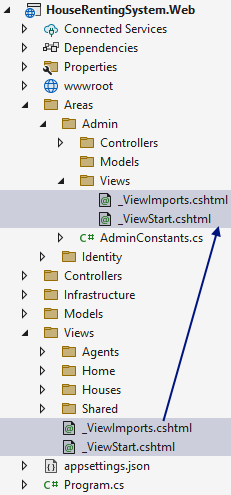 HouseRentingSystem.Web
Connected Services
Dependencies
Properties
wwwroot
Areas
Admin
Controllers
Models
Views
_ViewImports.cshtml
_ViewStart.cshtml
C# AdminConstants.cs
Identity
Controllers
Infrastructure
Models
Views
Agents
Home
Houses
Shared
_ViewImports.cshtml
_ViewStart.cshtml
appsettings.json
C# Program.cs